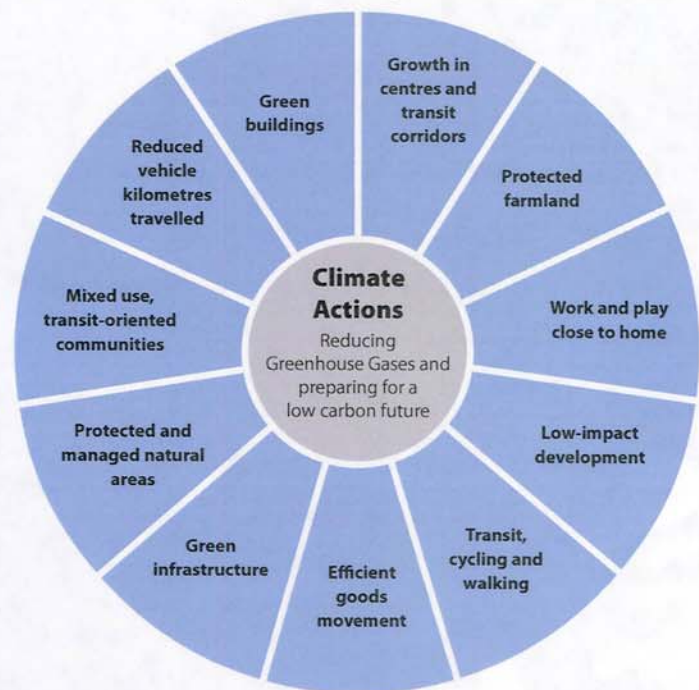 Climate
Actions
Reducing
Greenhouse Gases and
preparing for a
low carbon future
Growth in
centres and
transit
corridors
Protected
farmland
Work and play
close to home
Low-impact
development
Transit,
cycling and
walking
Efficient
goods
movement
Green
infrastructure
Protected and
managed natural
areas
Mixed use,
transit-oriented
communities
Reduced
vehicle
kilometres
travelled
Green
buildings